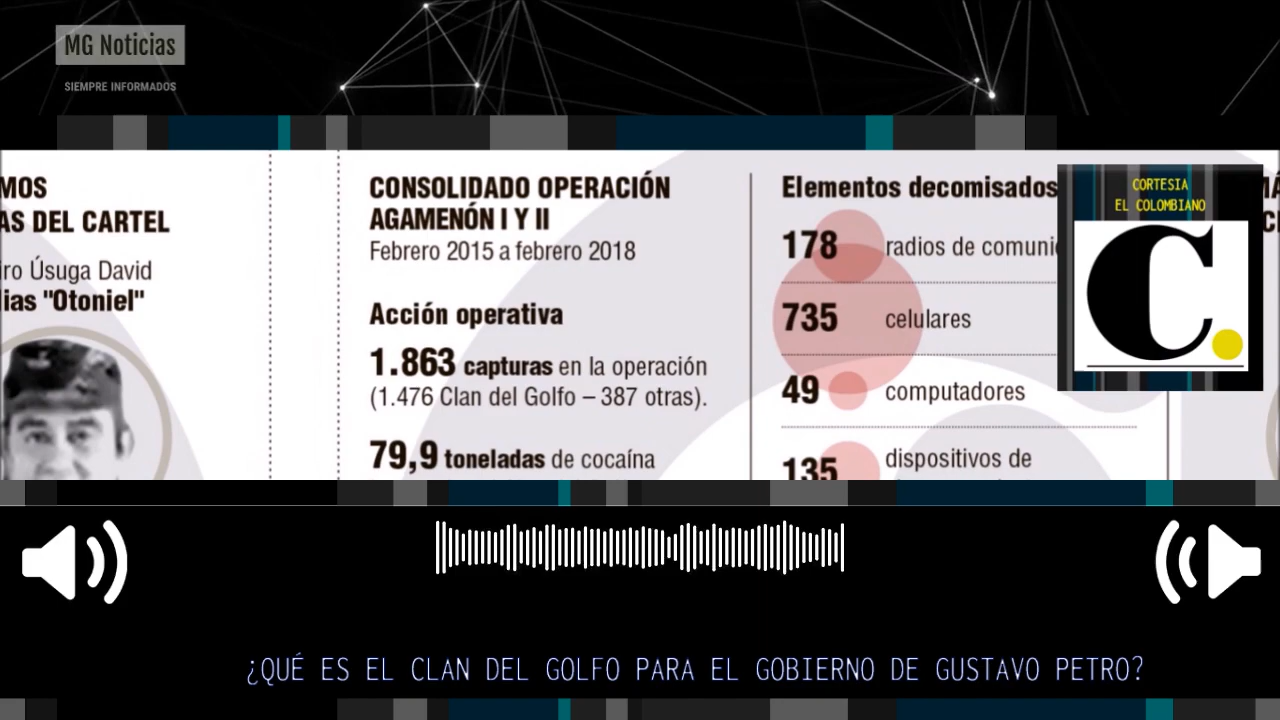 MG Noticias
SIEMPRE INFORMADOS
MOS
AS DEL CARTEL
iro Úsuga David
lias "Otoniel"
CONSOLIDADO OPERACIÓN
AGAMENÓN I Y II
Febrero 2015 a febrero 2018
Acción operativa
1.863 capturas en la operación
(1.476 Clan del Golfo – 387 otras).
79,9 toneladas de cocaína
Elementos decomisados
178 radios de comuni
735 celulares
49 computadores
135 dispositivos de
CORTESIA
EL COLOMBIANO
C.
¿QUÉ ES EL CLAN DEL GOLFO PARA EL GOBIERNO DE GUSTAVO PETRO?